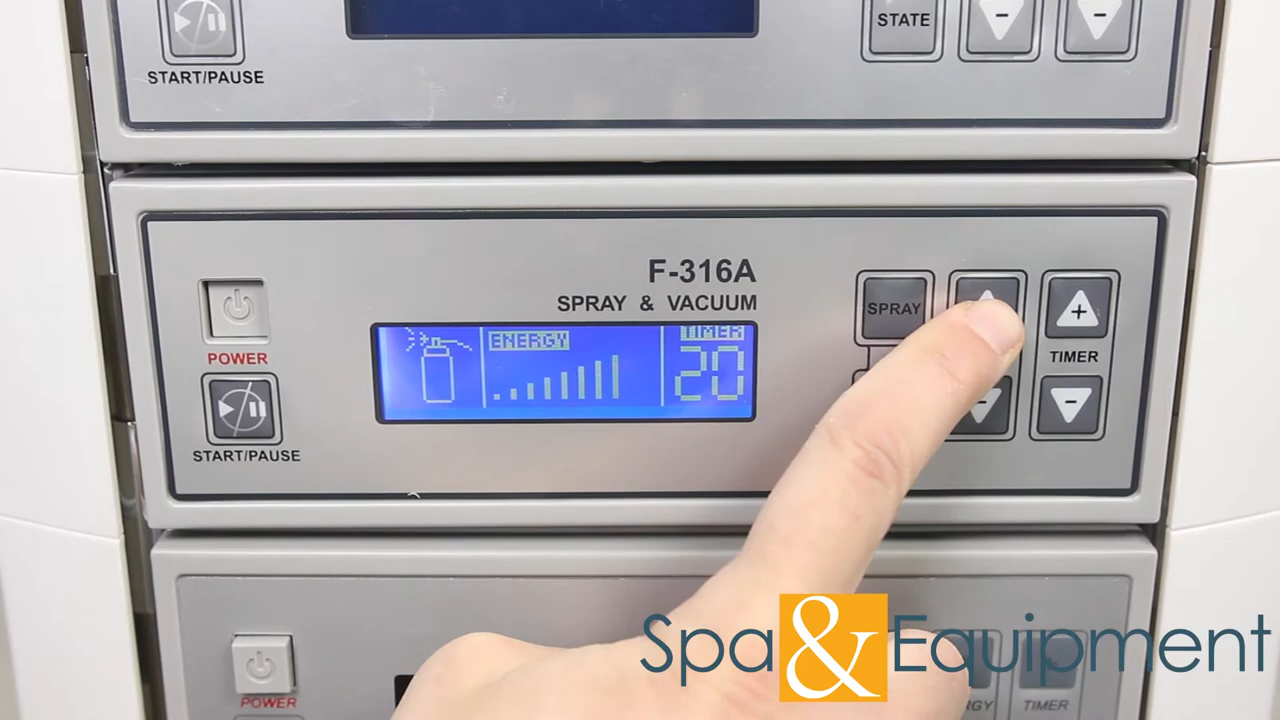 STATE
START/PAUSE
F-316A
SPRAY & VACUUM
POWER
START/PAUSE
ENERGY
TIMER
20
SPRAY
+
TIMER
-
POWER
TIMER
Spa&Equipment